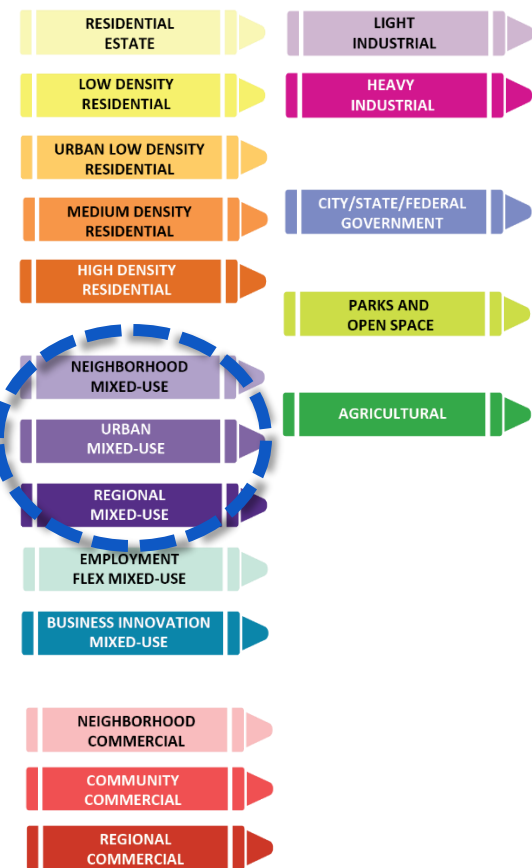 RESIDENTIAL
ESTATE
LOW DENSITY
RESIDENTIAL
URBAN LOW DENSITY
RESIDENTIAL
MEDIUM DENSITY
RESIDENTIAL
HIGH DENSITY
RESIDENTIAL
NEIGHBORHOOD
MIXED-USE
URBAN
MIXED-USE
REGIONAL
MIXED-USE
EMPLOYMENT
FLEX MIXED-USE
BUSINESS INNOVATION
MIXED-USE
NEIGHBORHOOD
COMMERCIAL
COMMUNITY
COMMERCIAL
REGIONAL
COMMERCIAL
LIGHT
INDUSTRIAL
HEAVY
INDUSTRIAL
CITY/STATE/FEDERAL
GOVERNMENT
PARKS AND
OPEN SPACE
AGRICULTURAL